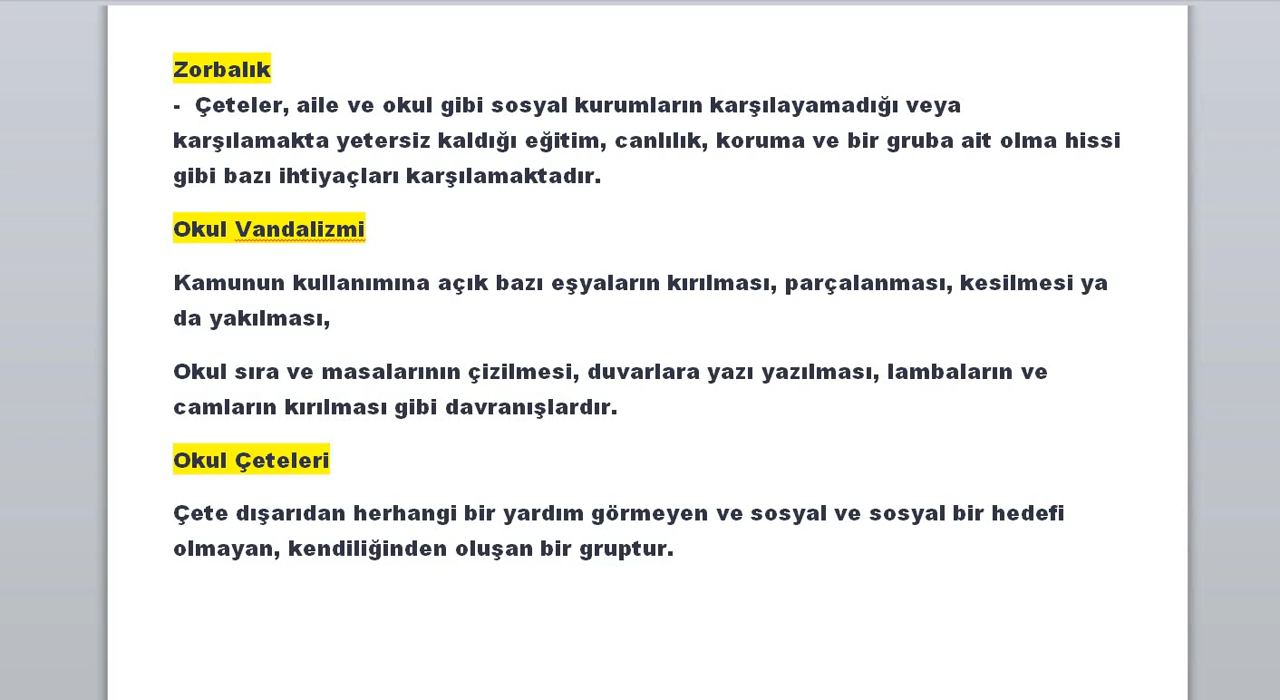 Zorbalık
- Çeteler, aile ve okul gibi sosyal kurumların karşılayamadığı veya
karşılamakta yetersiz kaldığı eğitim, canlılık, koruma ve bir gruba ait olma hissi
gibi bazı ihtiyaçları karşılamaktadır.
Okul Vandalizmi
Kamunun kullanımına açık bazı eşyaların kırılması, parçalanması, kesilmesi ya
da yakılması,
Okul sıra ve masalarının çizilmesi, duvarlara yazı yazılması, lambaların ve
camların kırılması gibi davranışlardır.
Okul Çeteleri
Çete dışarıdan herhangi bir yardım görmeyen ve sosyal ve sosyal bir hedefi
olmayan, kendiliğinden oluşan bir gruptur.